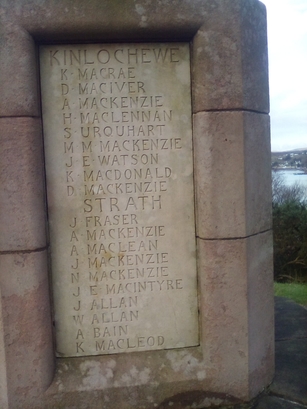 KINLOCHEWE
K MACRAE
D MACIVER
A MACKENZIE
H MACLENNAN
S URQUHART
M M MACKENZIE
J E WATSON
K MACDONALD
D MACKENZIE
STRATH
J FRASER
A MACKENZIE
A MACLEAN
J MACKENZIE
N MACKENZIE
J E MACINTYRE
J ALLAN
W ALLAN
A BAIN
K MACLEOD